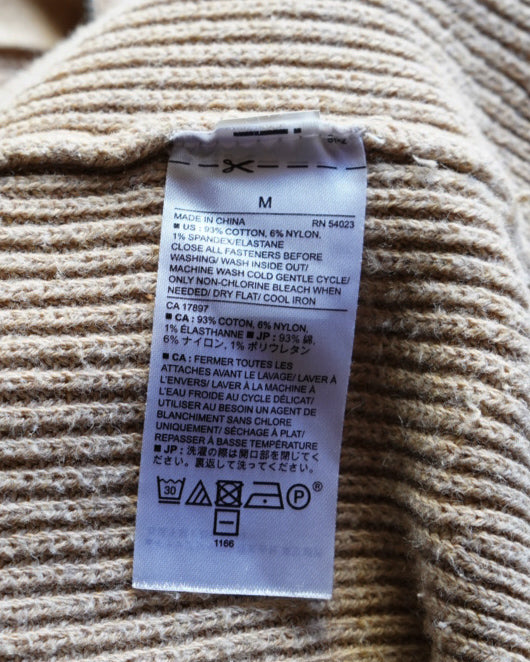 M
MADE IN CHINA RN 54023
■ US : 93% COTTON, 6% NYLON,
1% SPANDEX/ELASTANE
CLOSE ALL FASTENERS BEFORE
WASHING/ WASH INSIDE OUT/
MACHINE WASH COLD GENTLE CYCLE/
ONLY NON-CHLORINE BLEACH WHEN
NEEDED/ DRY FLAT/ COOL IRON
CA 17897
■ CA : 93% COTTON, 6% NYLON,
1% ÉLASTHANNE ■ JP : 93% 綿,
6% ナイロン, 1% ポリウレタン
■ CA : FERMER TOUTES LES
ATTACHES AVANT LE LAVAGE/ LAVER À
L'ENVERS/ LAVER À LA MACHINE À
L'EAU FROIDE AU CYCLE DÉLICAT/
UTILISER AU BESOIN UN AGENT DE
BLANCHIMENT SANS CHLORE
UNIQUEMENT/ SÉCHAGE À PLAT/
REPASSER À BASSE TEMPÉRATURE
■ JP : 洗濯の際は開口部を閉じてく
ださい。裏返して洗ってください。
30 P ®
1166